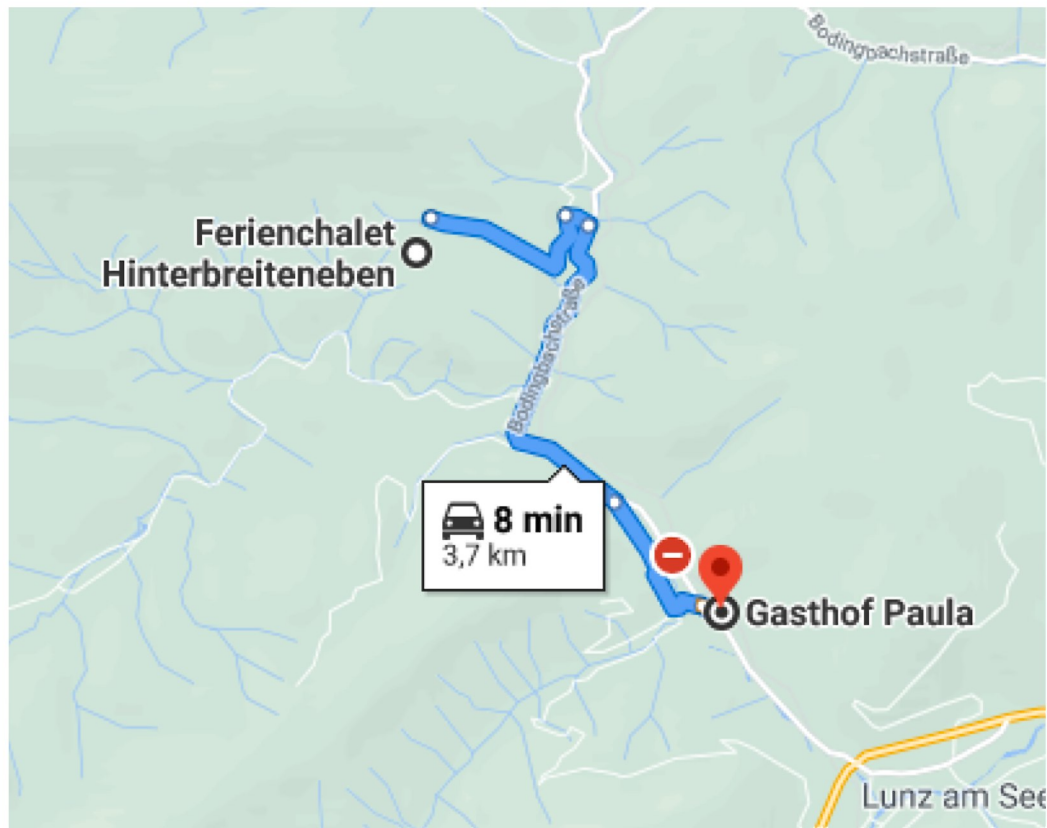 Bodingbachstraße
Ferienchalet
Hinterbreiteneben
Bodingbachstraße
8 min
3,7 km
Gasthof Paula
Lunz am See